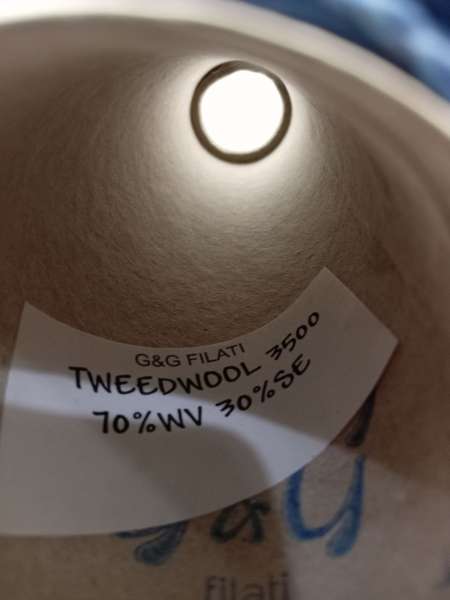 G&G FILATI
TWEEDWOOL 3500
70%WV 30%SE
G&G
filati